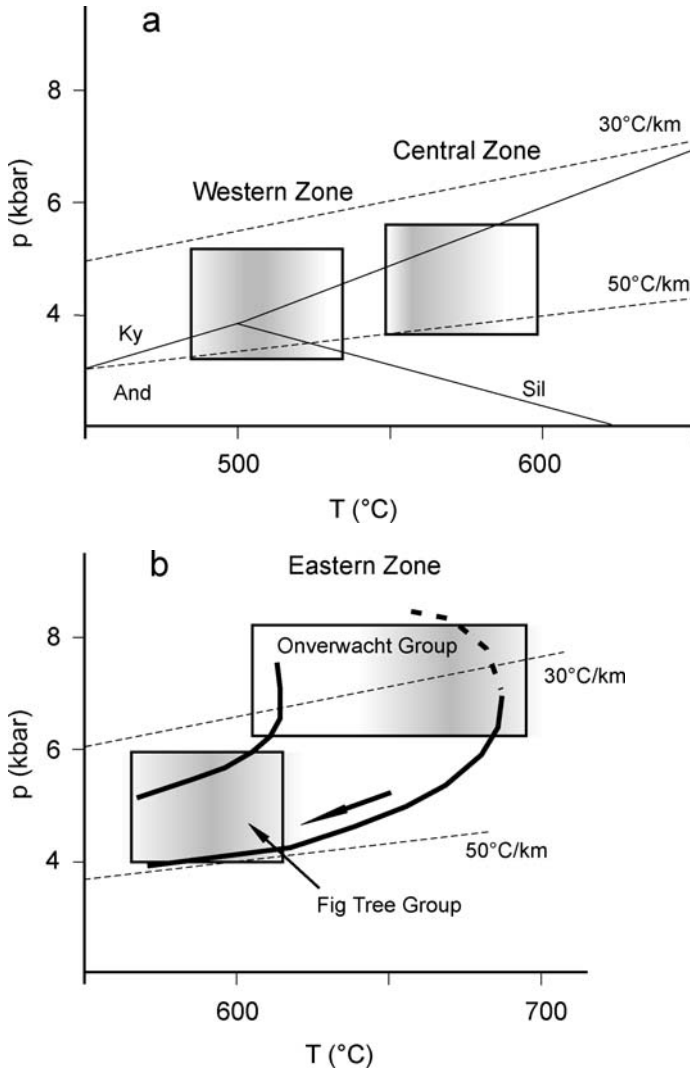 a
8
30°C/km
Central Zone
Western Zone
p (kbar)
6
50°C/km
4
Ky
And
Sil
500
600
T (°C)
b
Eastern Zone
8
Onverwacht Group
30°C/km
p (kbar)
6
50°C/km
4
Fig Tree Group
600
700
T (°C)